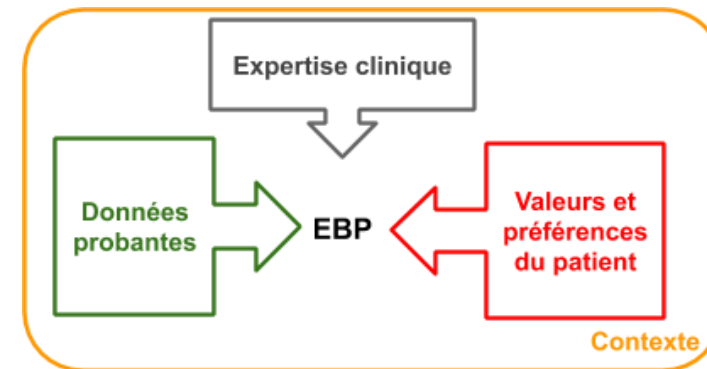 Expertise clinique
Données
probantes
EBP
Valeurs et
préférences
du patient
Contexte